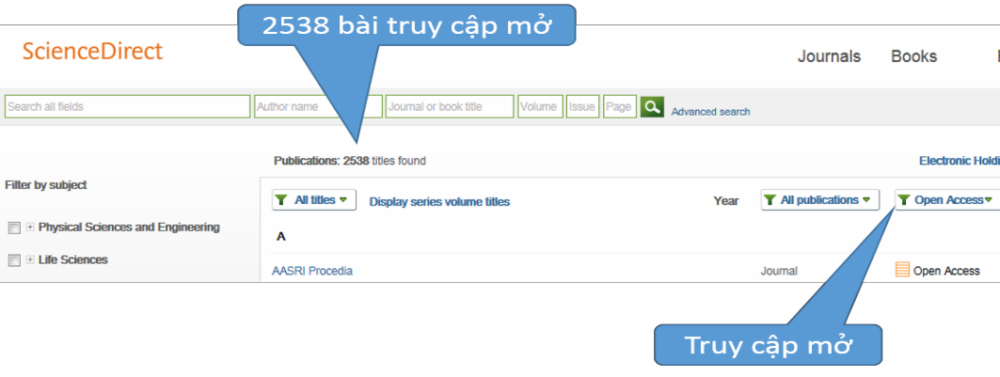 2538 bài truy cập mở
ScienceDirect
Journals Books
Search all fields Author name Journal or book title Volume Issue Page Advanced search
Publications: 2538 titles found Electronic Holdi
Filter by subject
All titles Display series volume titles Year All publications Open Access
Physical Sciences and Engineering
A
Life Sciences
AASRI Procedia Journal Open Access
Truy cập mở